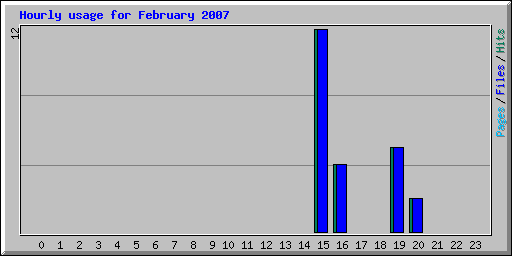 Hourly usage for February 2007
12
Pages/Files/Hits
0 1 2 3 4 5 6 7 8 9 10 11 12 13 14 15 16 17 18 19 20 21 22 23